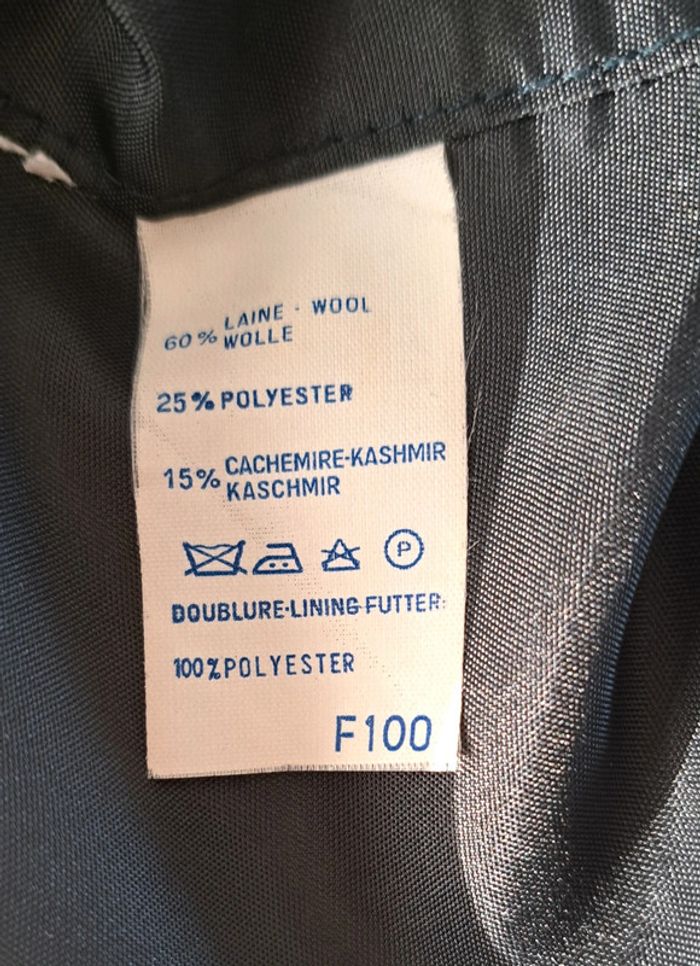 60% LAINE - WOOL
WOLLE
25% POLYESTER
15% CACHEMIRE-KASHMIR
KASCHMIR
P
DOUBLURE-LINING-FUTTER:
100% POLYESTER
F100